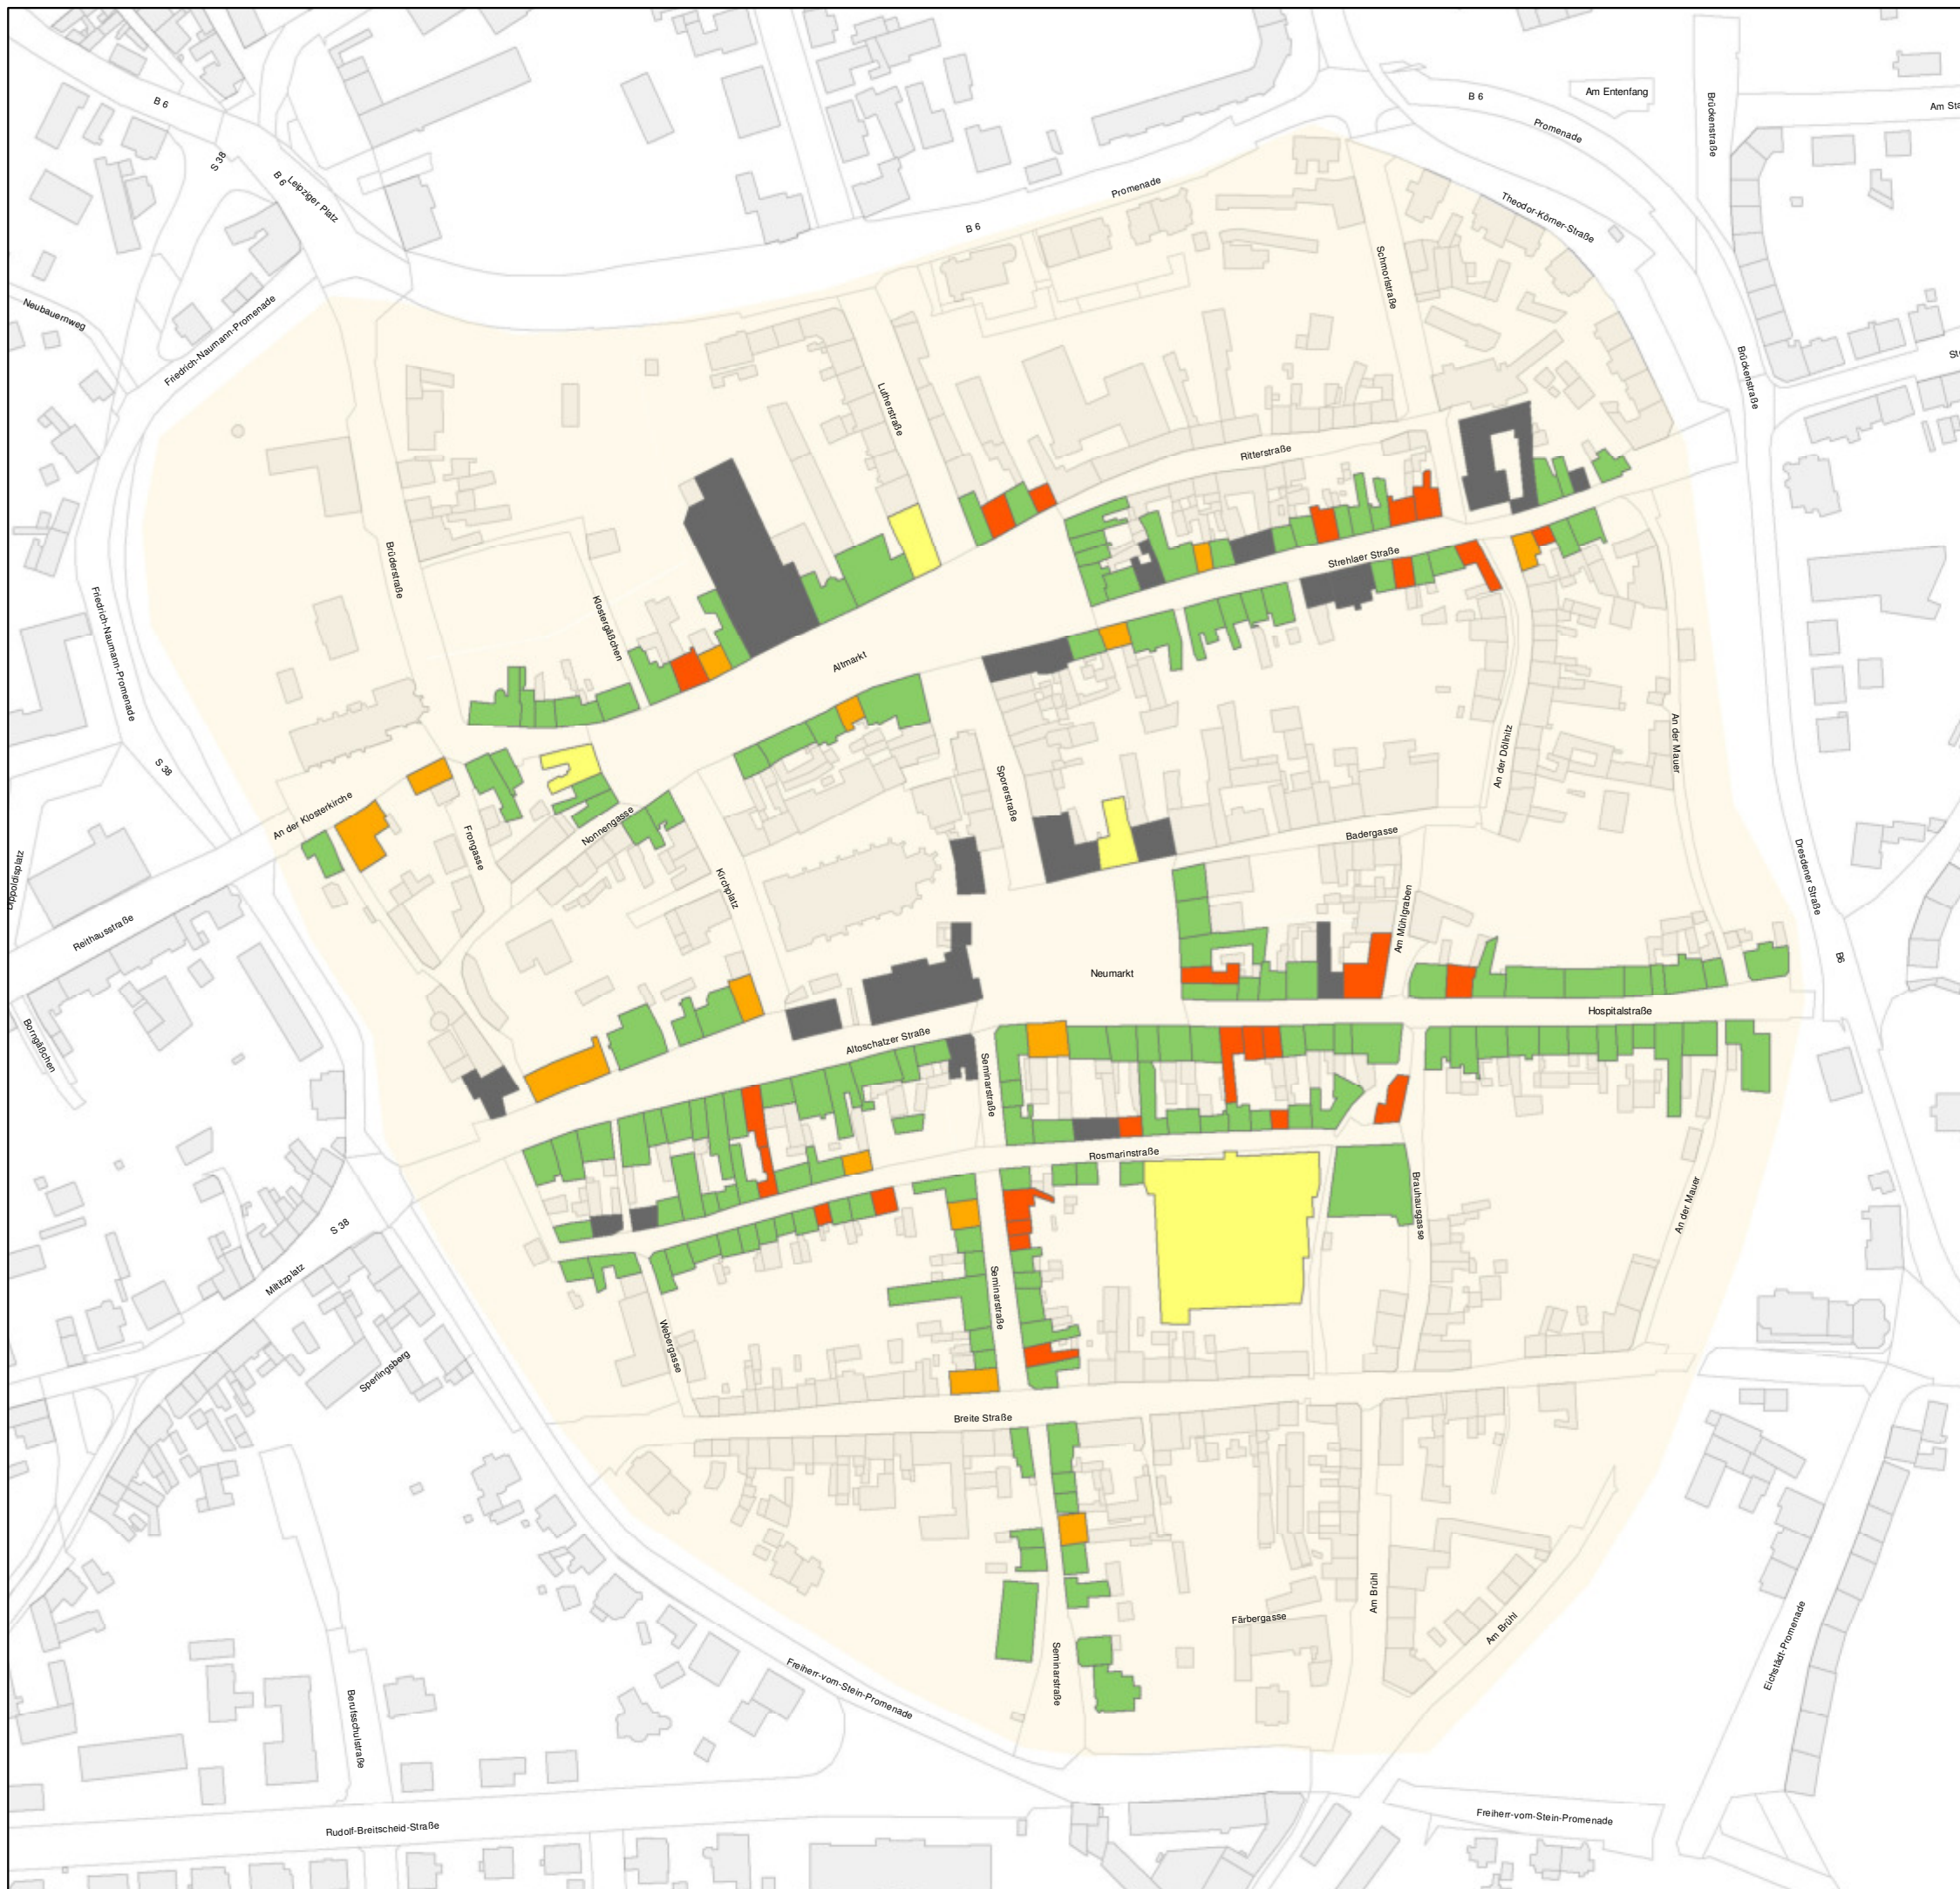 B 6
Am Entenfang
B 6
Brückenstraße
Promenade
S 38
B 6
Leipziger Platz
Promenade
Theodor-Körner-Straße
B 6
Schmorlstraße
Neubauernweg
Friedrich-Naumann-Promenade
Brückenstraße
Lutherstraße
Ritterstraße
Brüderstraße
Strehlaer Straße
Klostergäßchen
Friedrich-Naumann-Promenade
Altmarkt
An der Döllnitz
An der Mauer
S 38
Sporerstraße
An der Klosterkirche
Nonnengasse
Frongasse
Badergasse
Kirchplatz
Dresdener Straße
Dippoldisplatz
Reithausstraße
Am Mühlgraben
B6
Neumarkt
Hospitalstraße
Borngäßchen
Altoschatzer Straße
Seminarstraße
Rosmarinstraße
Brauhausgasse
An der Mauer
S 38
Miltitzplatz
Seminarstraße
Webergasse
Sperlingsberg
Breite Straße
Am Brühl
Färbergasse
Am Brühl
Eichstädt-Promenade
Seminarstraße
Freiherr-vom-Stein-Promenade
Berufsschulstraße
Freiherr-vom-Stein-Promenade
Rudolf-Breitscheid-Straße